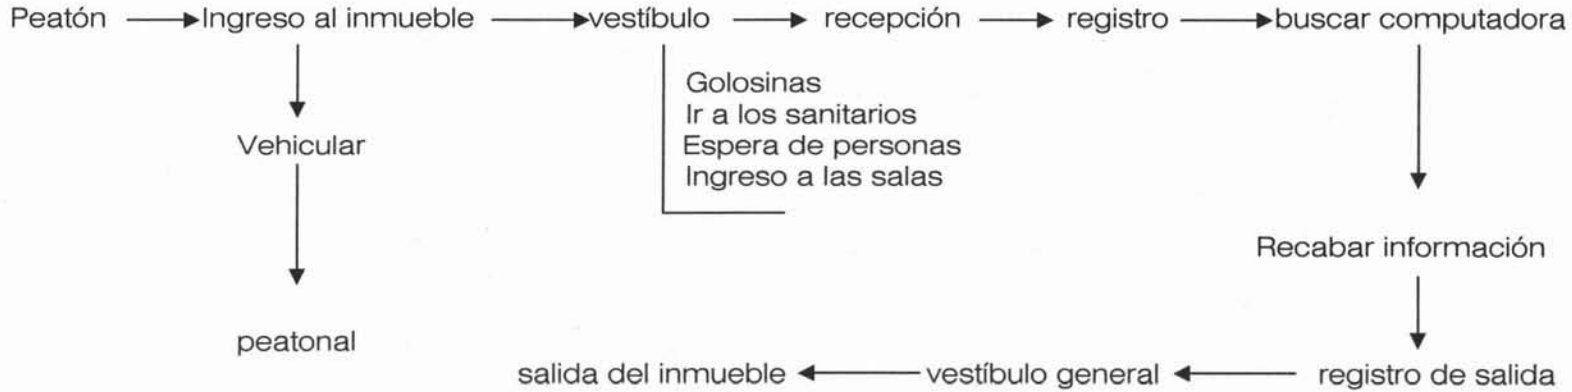 Peatón Ingreso al inmueble vestíbulo recepción registro buscar computadora
Golosinas
Ir a los sanitarios
Vehicular
Espera de personas
Ingreso a las salas
Recabar información
peatonal
salida del inmueble vestíbulo general registro de salida